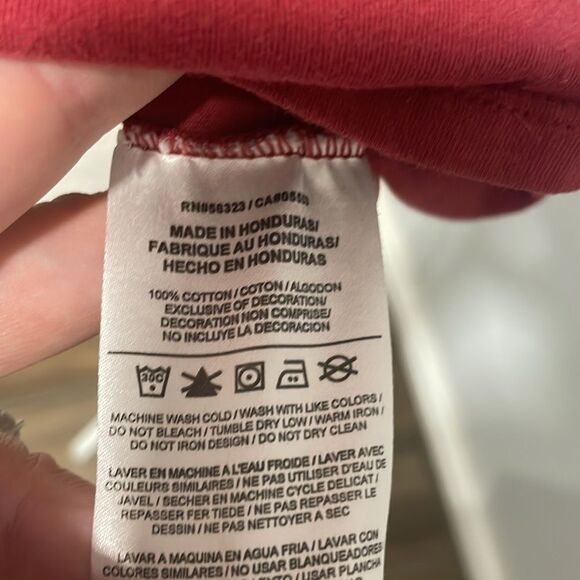 MADE IN HONDURAS/
FABRIQUE AU HONDURAS/
HECHO EN HONDURAS
100% COTTON / COTON / ALGODON
EXCLUSIVE OF DECORATION/
DECORATION NON COMPRISE/
NO INCLUYE LA DECORACION
30C
MACHINE WASH COLD / WASH WITH LIKE COLORS /
DO NOT BLEACH / TUMBLE DRY LOW / WARM IRON /
DO NOT IRON DESIGN / DO NOT DRY CLEAN
LAVER EN MACHINE A L'EAU FROIDE / LAVER AVEC
COULEURS SIMILAIRES / NE PAS UTILISER D'EAU DE
JAVEL / SECHER EN MACHINE CYCLE DELICAT /
REPASSER FER TIEDE / NE PAS REPASSER LE
DESSIN / NE PAS NETTOYER A SEC
LAVAR A MAQUINA EN AGUA FRIA / LAVAR CON
COLORES SIMILARES / NO USAR BLANQUEADORES
/ USAR PLANCHA